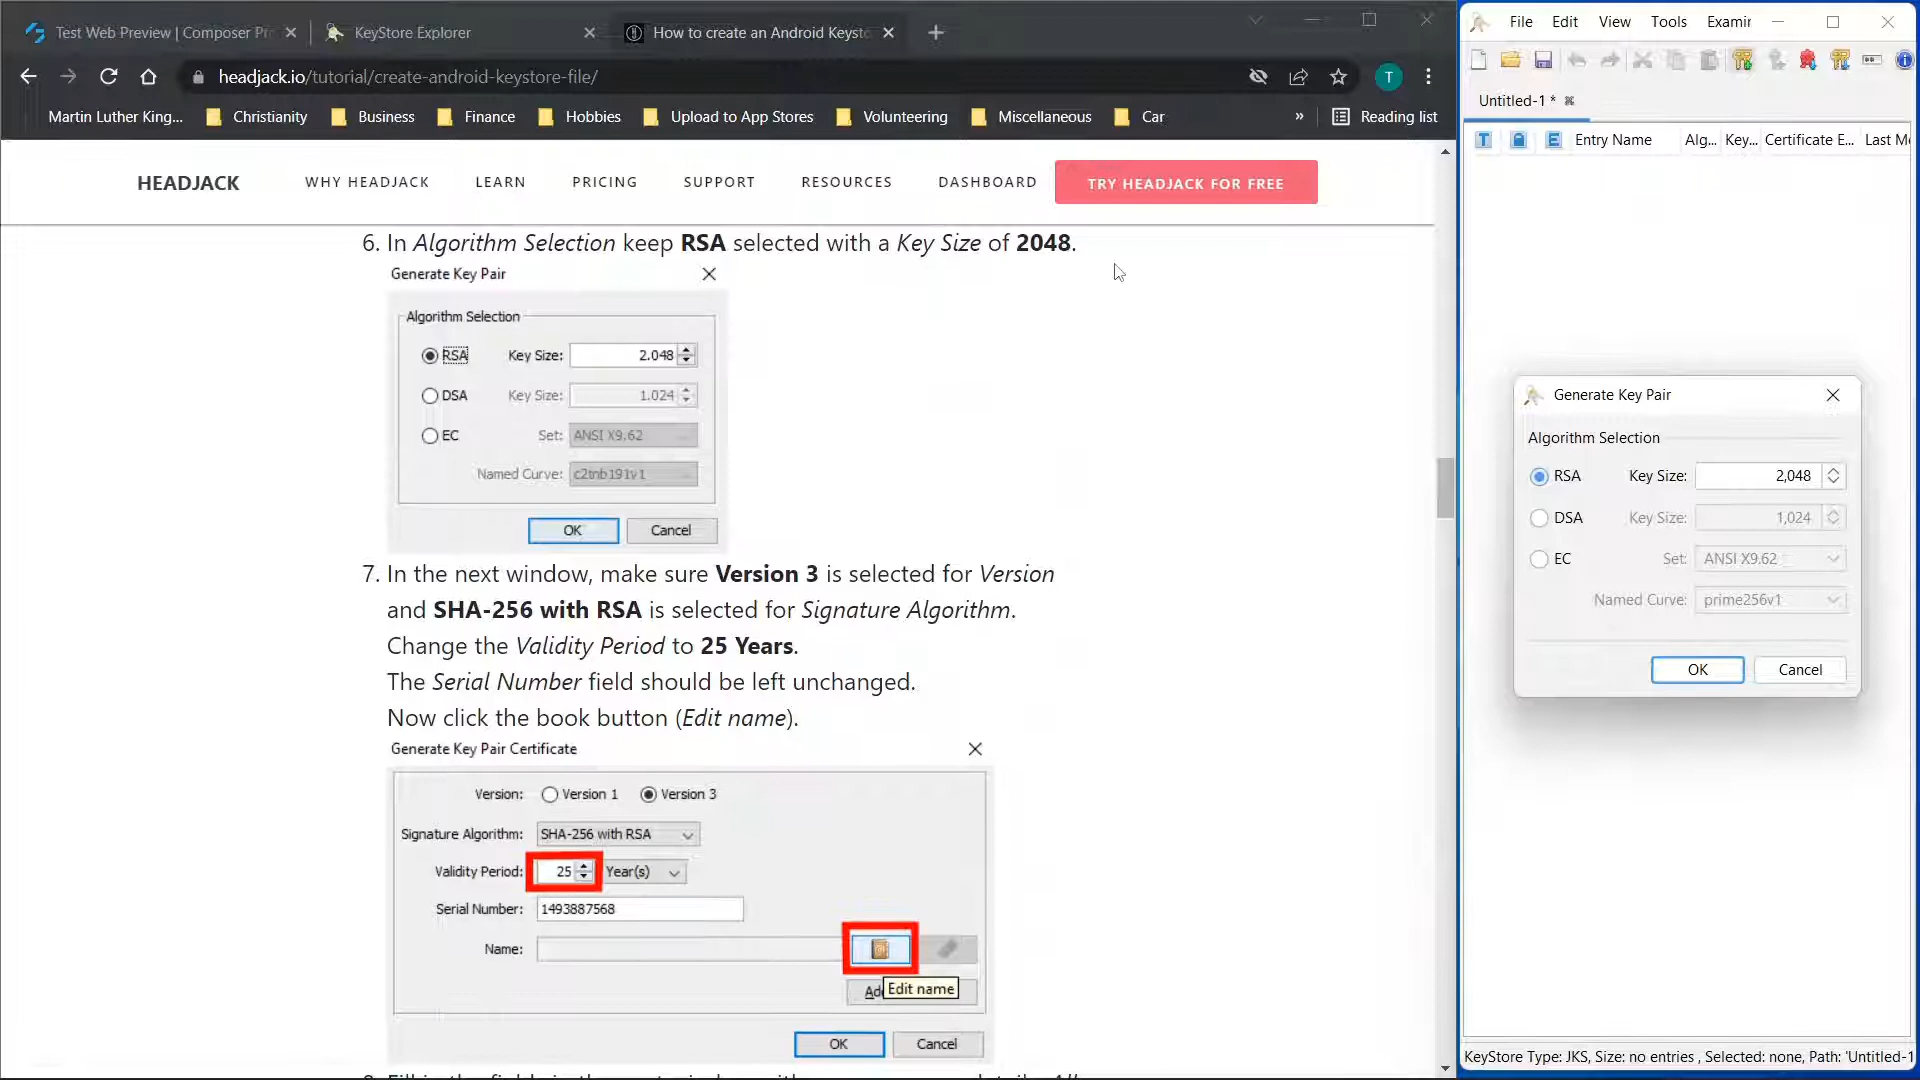 Test Web Preview | Composer Pr
KeyStore Explorer
How to create an Android Keysto
headjack.io/tutorial/create-android-keystore-file/
T
Martin Luther King...
Christianity
Business
Finance
Hobbies
Upload to App Stores
Volunteering
Miscellaneous
Car
»
Reading list
HEADJACK
WHY HEADJACK
LEARN
PRICING
SUPPORT
RESOURCES
DASHBOARD
TRY HEADJACK FOR FREE
6. In Algorithm Selection keep RSA selected with a Key Size of 2048.
Generate Key Pair
Algorithm Selection
RSA Key Size: 2.048
DSA Key Size: 1.024
EC Set: ANSI X9.62
Named Curve: c2tnb191v1
OK Cancel
7. In the next window, make sure Version 3 is selected for Version
and SHA-256 with RSA is selected for Signature Algorithm.
Change the Validity Period to 25 Years.
The Serial Number field should be left unchanged.
Now click the book button (Edit name).
Generate Key Pair Certificate
Version: Version 1 Version 3
Signature Algorithm: SHA-256 with RSA
Validity Period: 25 Year(s)
Serial Number: 1493887568
Name:
Edit name
OK Cancel
File Edit View Tools Examin
Untitled-1 *
T E Entry Name Alg... Key... Certificate E... Last Mo
Generate Key Pair
Algorithm Selection
RSA Key Size: 2,048
DSA Key Size: 1,024
EC Set: ANSI X9.62
Named Curve: prime256v1
OK Cancel
KeyStore Type: JKS, Size: no entries , Selected: none, Path: 'Untitled-1